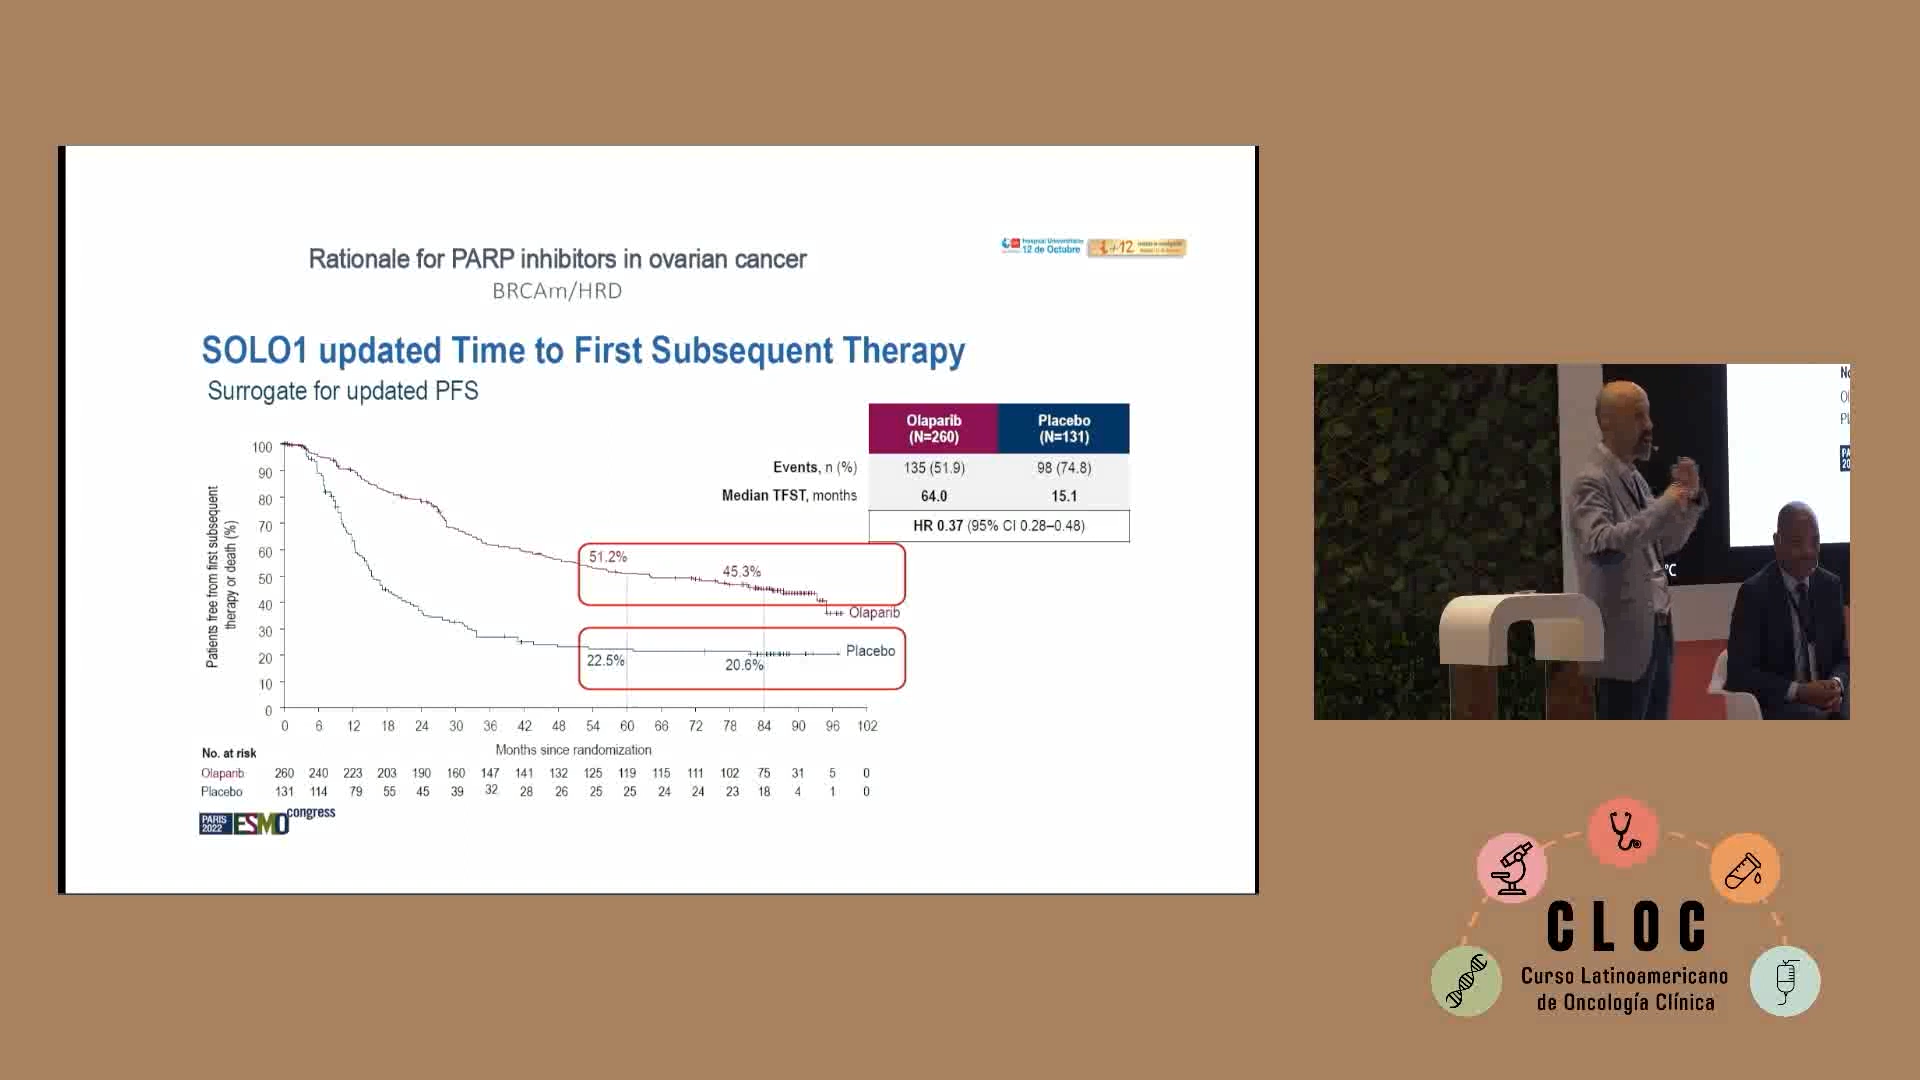 Rationale for PARP inhibitors in ovarian cancer
BRCAm/HRD
Hospital Universitario
12 de Octubre
i+12
SOLO1 updated Time to First Subsequent Therapy
Surrogate for updated PFS
Olaparib
(N=260)
Placebo
(N=131)
Events, n (%) 135 (51.9) 98 (74.8)
Median TFST, months 64.0 15.1
HR 0.37 (95% CI 0.28–0.48)
Patients free from first subsequent
therapy or death (%)
100
90
80
70
60
50
40
30
20
10
0
51.2%
45.3%
Olaparib
22.5%
20.6%
Placebo
0 6 12 18 24 30 36 42 48 54 60 66 72 78 84 90 96 102
Months since randomization
No. at risk
Olaparib 260 240 223 203 190 160 147 141 132 125 119 115 111 102 75 31 5 0
Placebo 131 114 79 55 45 39 32 28 26 25 25 24 24 23 18 4 1 0
PARIS
2022
ESMO congress
No
Ol
Pl
PA
20
°C
CLOC
Curso Latinoamericano
de Oncología Clínica